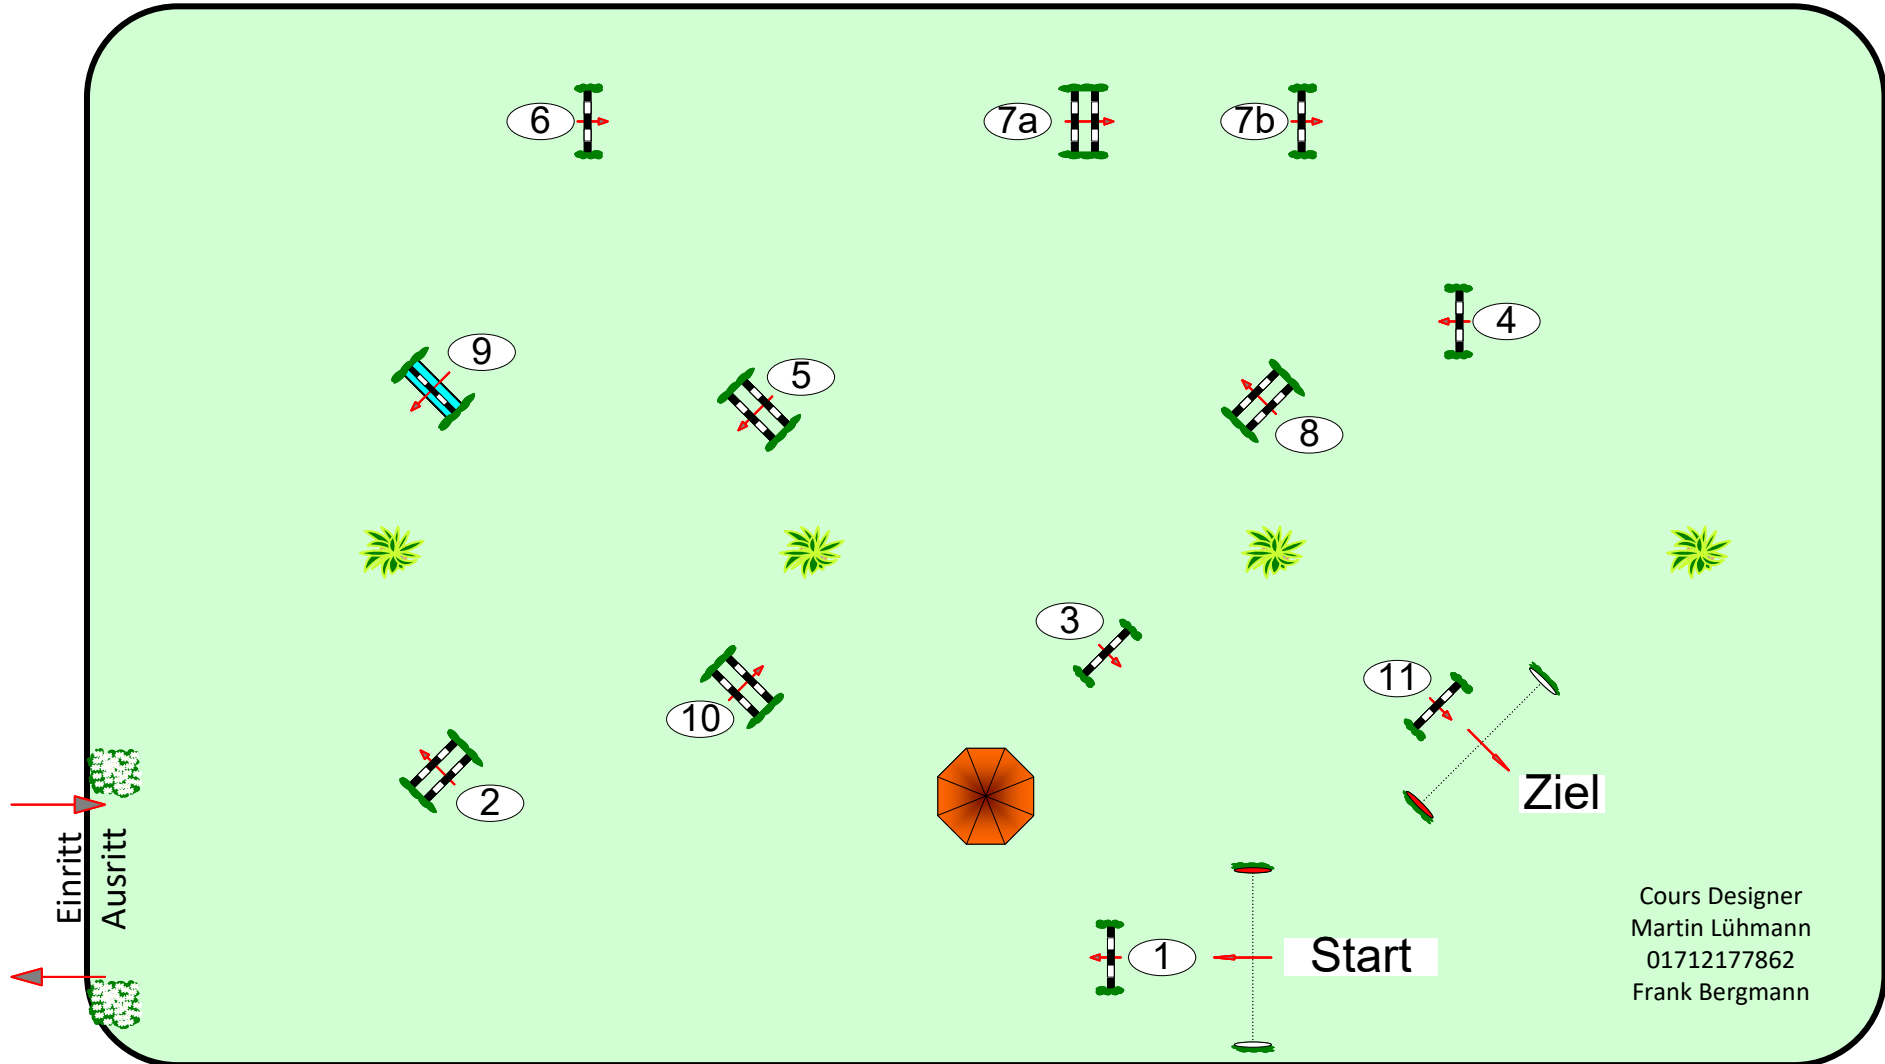 6
7a
7b
4
9
5
8
3
11
10
2
Ziel
Einritt
Ausritt
1
Start
Cours Designer
Martin Lühmann
01712177862
Frank Bergmann